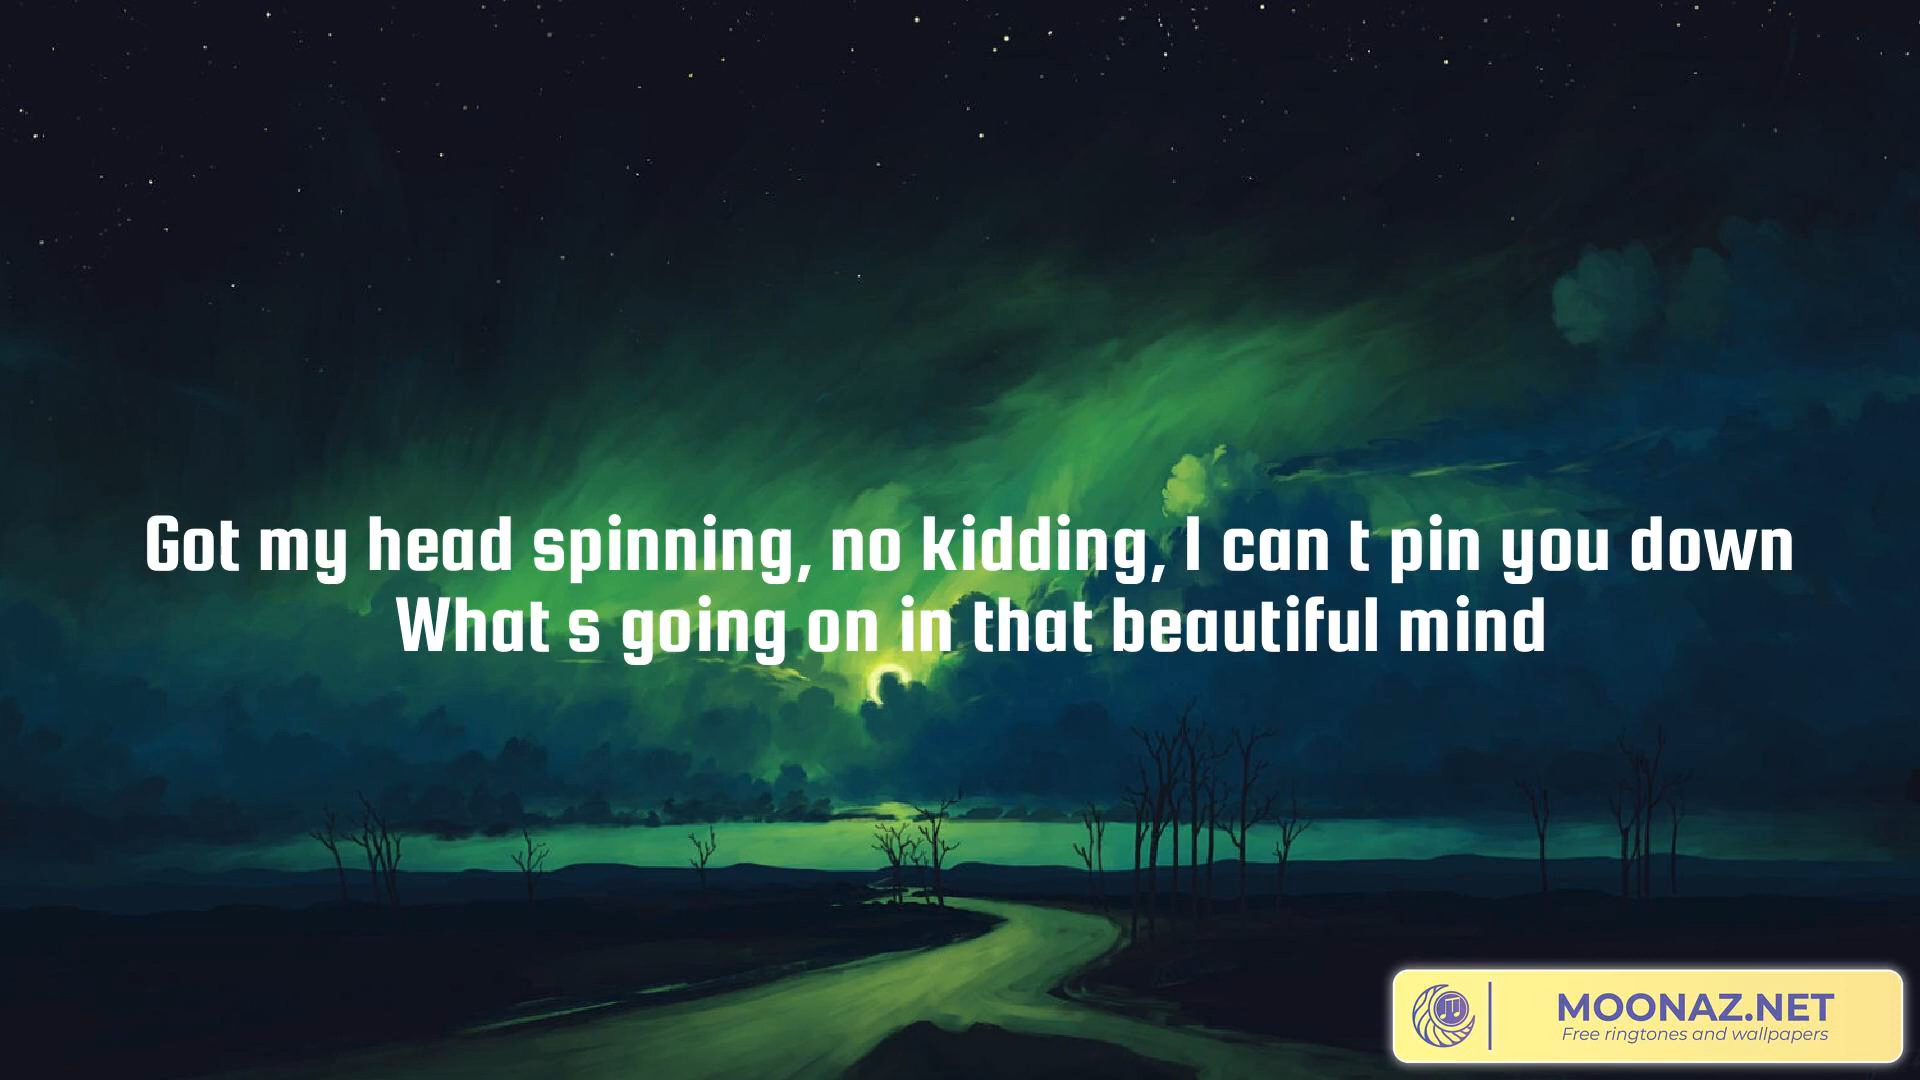 Got my head spinning, no kidding, I can t pin you down
What s going on in that beautiful mind
MOONAZ.NET
Free ringtones and wallpapers